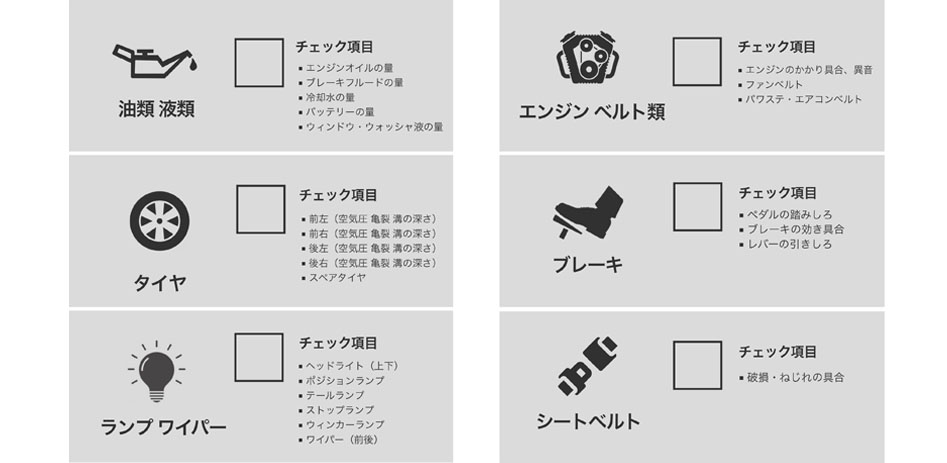 油類 液類
チェック項目
▪ エンジンオイルの量
▪ ブレーキフルードの量
▪ 冷却水の量
▪ バッテリーの量
▪ ウィンドウ・ウォッシャ液の量
エンジン ベルト類
チェック項目
▪ エンジンのかかり具合、異音
▪ ファンベルト
▪ パワステ・エアコンベルト
タイヤ
チェック項目
▪ 前左（空気圧 亀裂 溝の深さ）
▪ 前右（空気圧 亀裂 溝の深さ）
▪ 後左（空気圧 亀裂 溝の深さ）
▪ 後右（空気圧 亀裂 溝の深さ）
▪ スペアタイヤ
ブレーキ
チェック項目
▪ ペダルの踏みしろ
▪ ブレーキの効き具合
▪ レバーの引きしろ
ランプ ワイパー
チェック項目
▪ ヘッドライト（上下）
▪ ポジションランプ
▪ テールランプ
▪ ストップランプ
▪ ウィンカーランプ
▪ ワイパー（前後）
シートベルト
チェック項目
▪ 破損・ねじれの具合